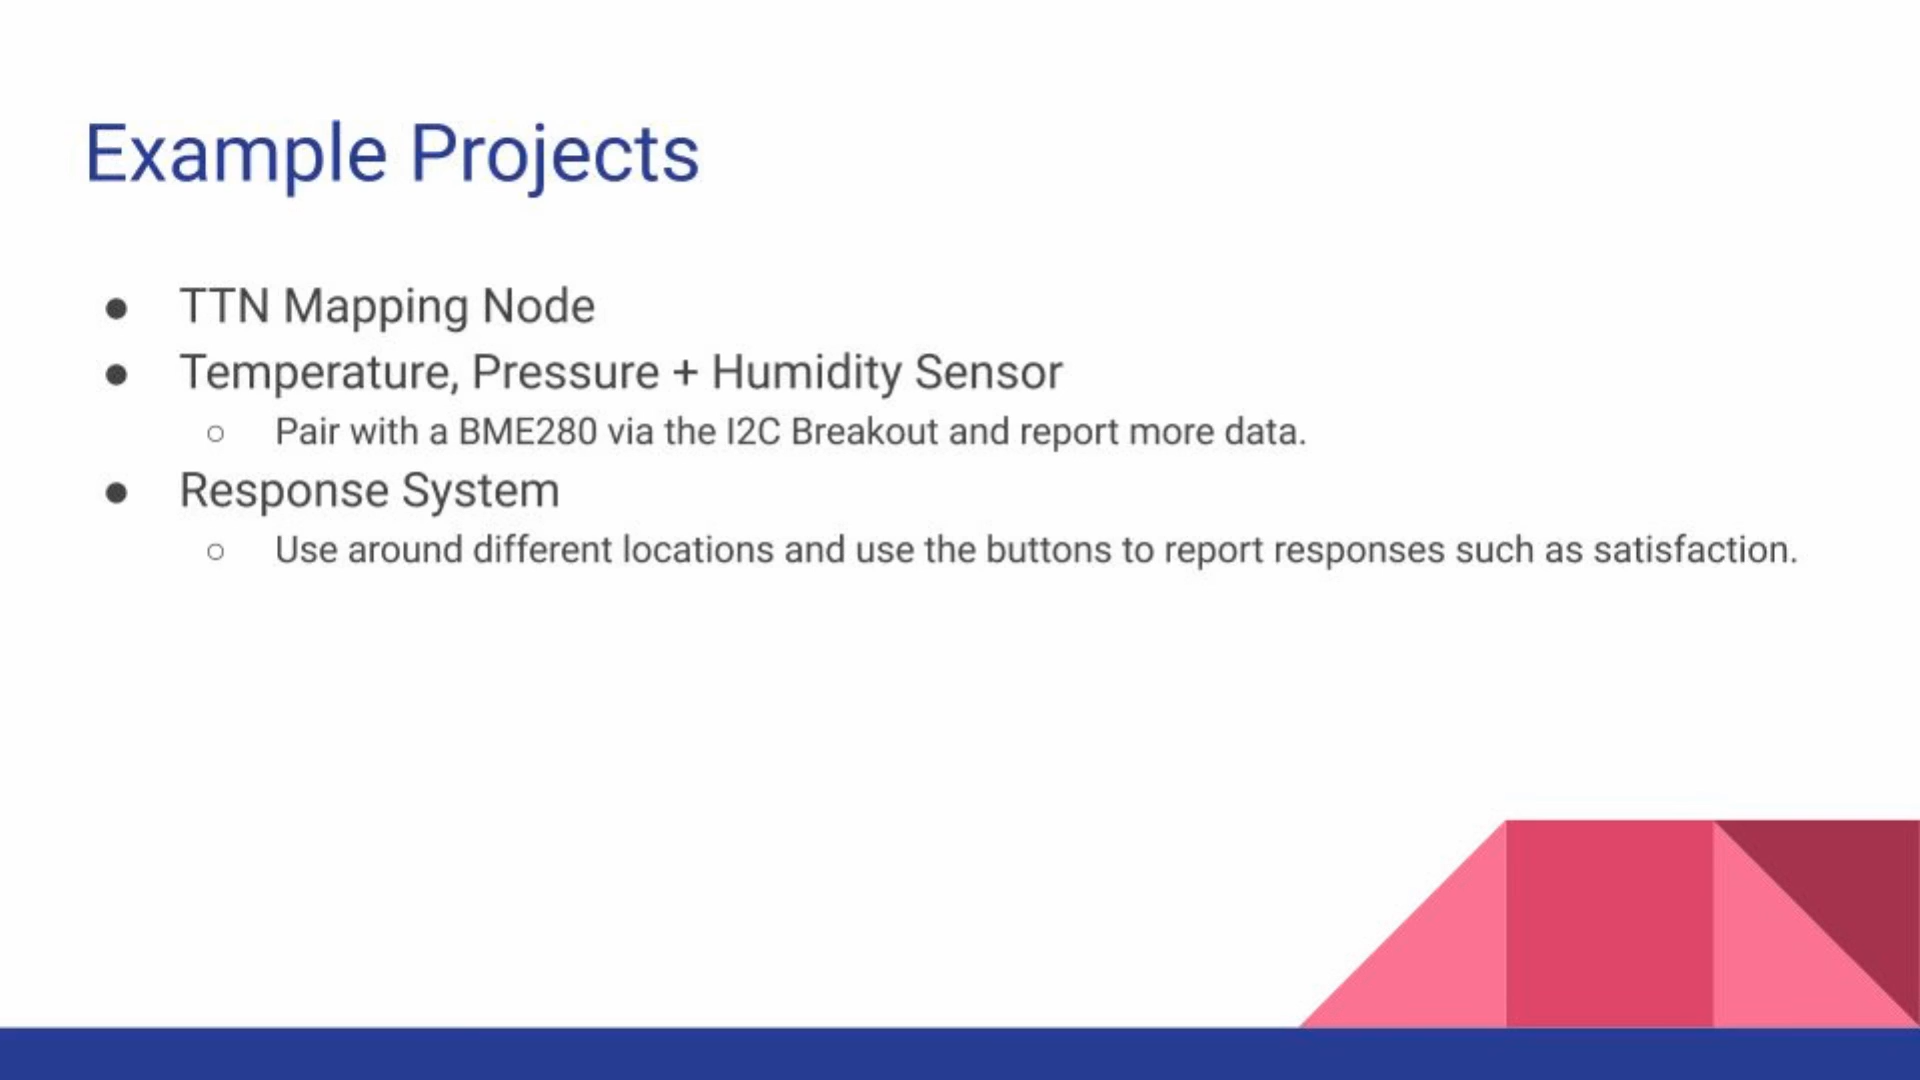 Example Projects
● TTN Mapping Node
● Temperature, Pressure + Humidity Sensor
○ Pair with a BME280 via the I2C Breakout and report more data.
● Response System
○ Use around different locations and use the buttons to report responses such as satisfaction.